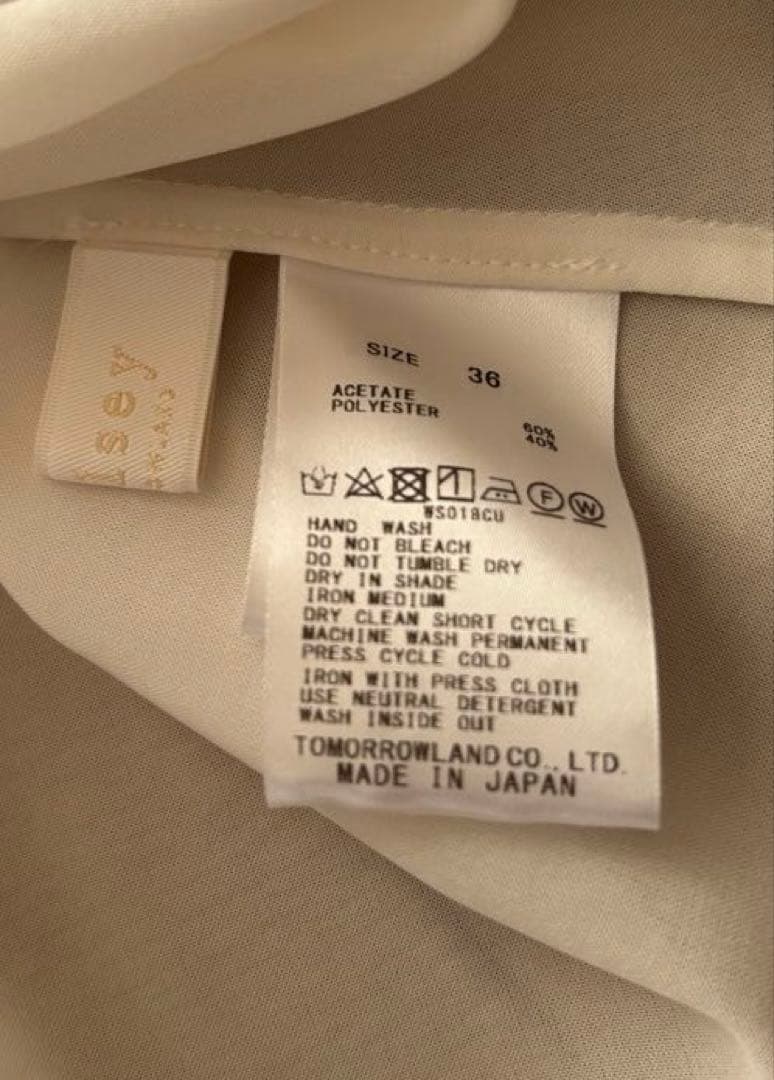 SIZE 36
ACETATE 60%
POLYESTER 40%
F W
WS018CU
HAND WASH
DO NOT BLEACH
DO NOT TUMBLE DRY
DRY IN SHADE
IRON MEDIUM
DRY CLEAN SHORT CYCLE
MACHINE WASH PERMANENT
PRESS CYCLE COLD
IRON WITH PRESS CLOTH
USE NEUTRAL DETERGENT
WASH INSIDE OUT
TOMORROWLAND CO., LTD.
MADE IN JAPAN
sey